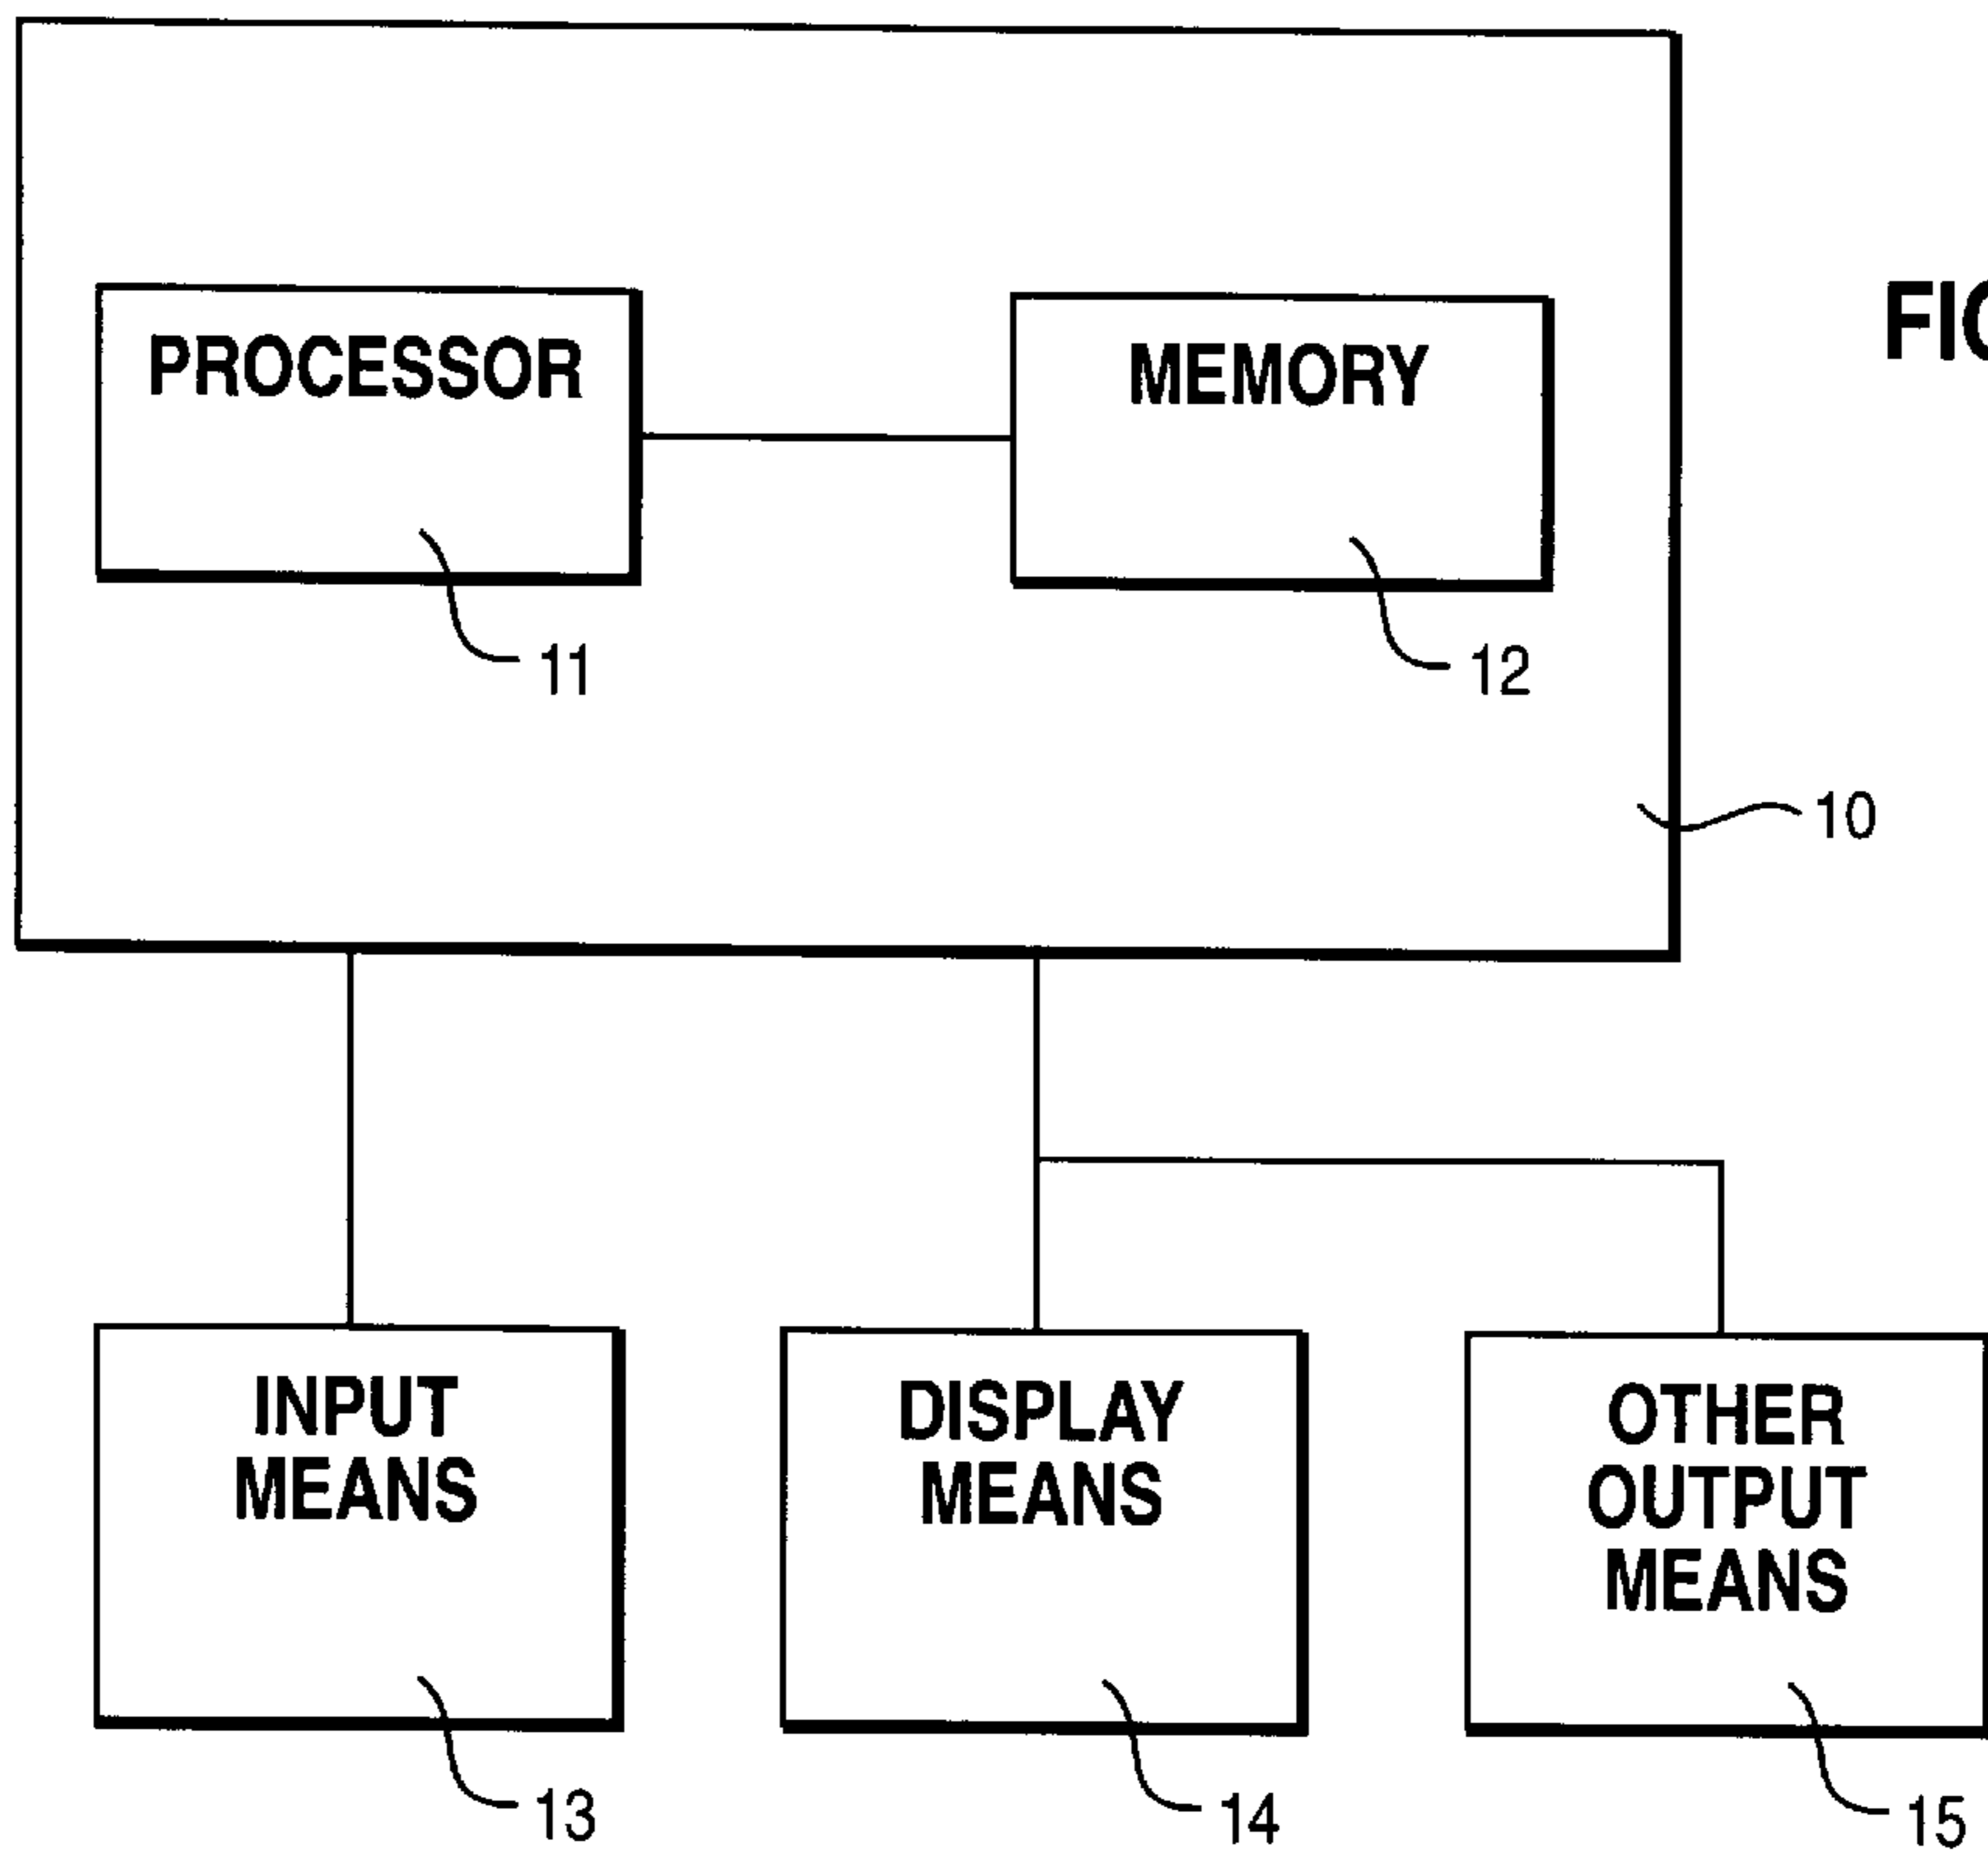 PROCESSOR
MEMORY
11
12
10
INPUT
MEANS
DISPLAY
MEANS
OTHER
OUTPUT
MEANS
13
14
15